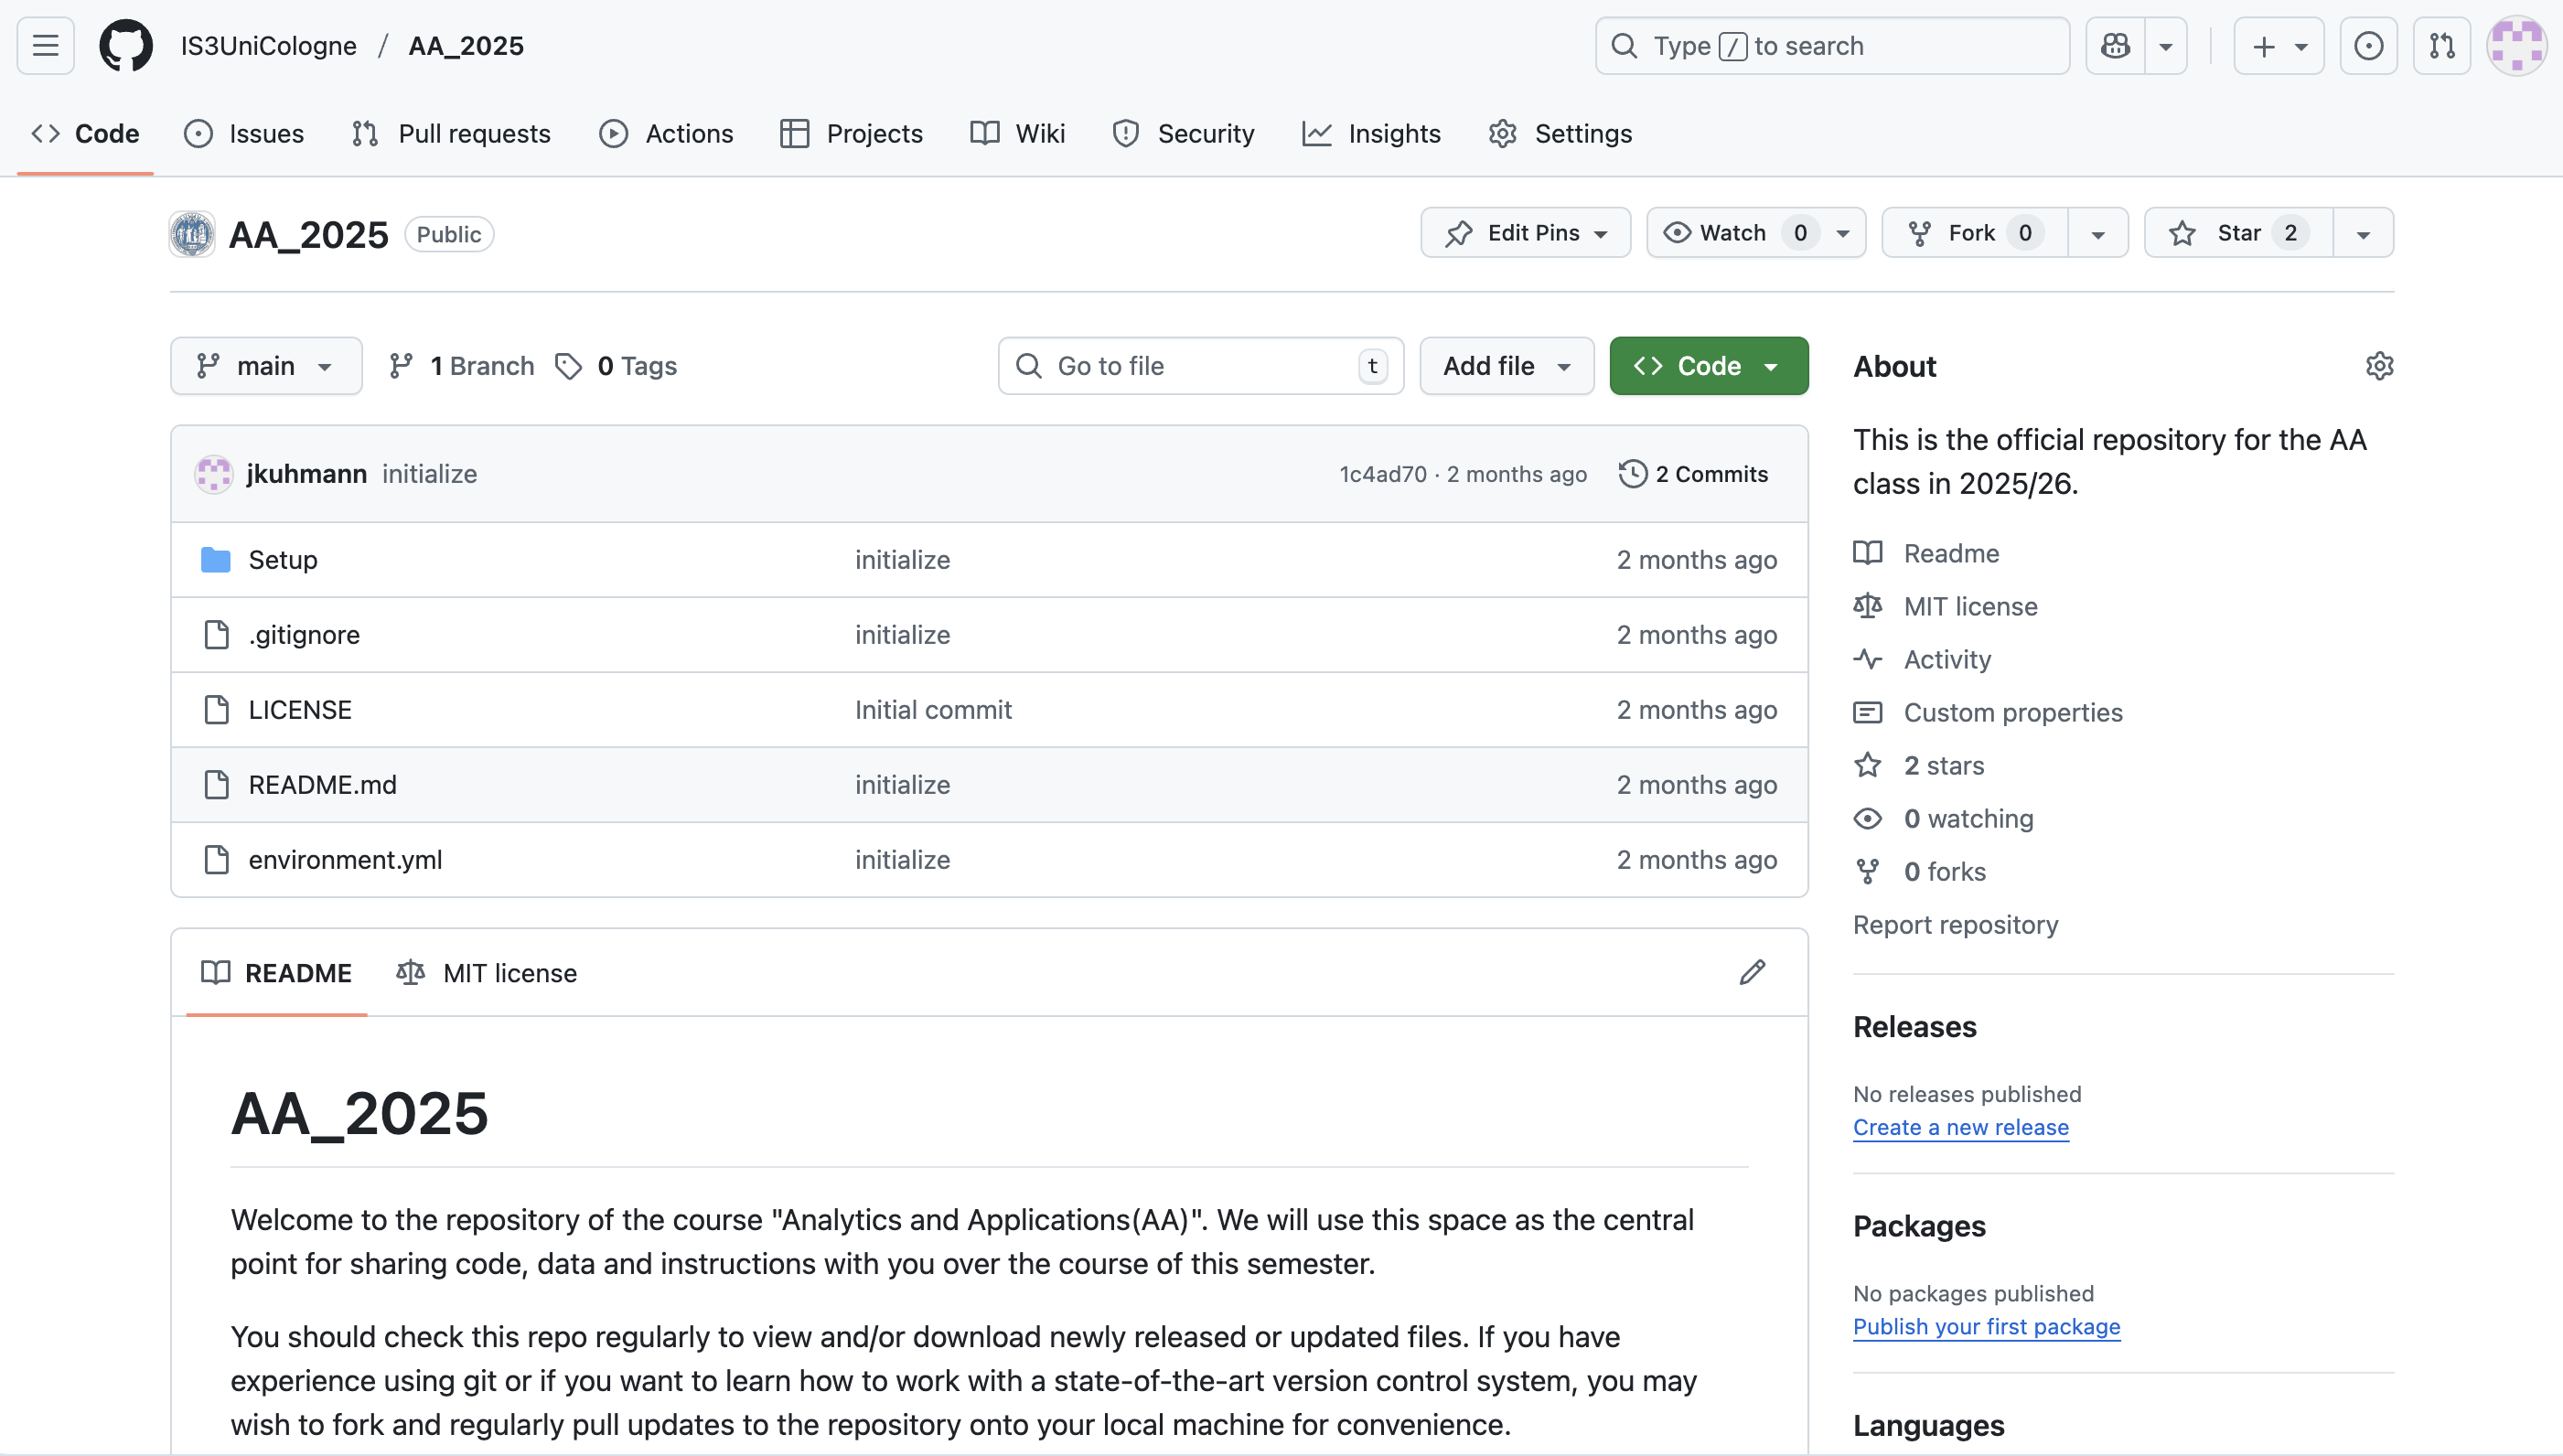 IS3UniCologne / AA_2025
Type / to search
Code Issues Pull requests Actions Projects Wiki Security Insights Settings
AA_2025 Public
Edit Pins Watch 0 Fork 0 Star 2
main 1 Branch 0 Tags Go to file t Add file Code
jkuhmann initialize 1c4ad70 · 2 months ago 2 Commits
Setup initialize 2 months ago
.gitignore initialize 2 months ago
LICENSE Initial commit 2 months ago
README.md initialize 2 months ago
environment.yml initialize 2 months ago
README MIT license
AA_2025
Welcome to the repository of the course "Analytics and Applications(AA)". We will use this space as the central
point for sharing code, data and instructions with you over the course of this semester.
You should check this repo regularly to view and/or download newly released or updated files. If you have
experience using git or if you want to learn how to work with a state-of-the-art version control system, you may
wish to fork and regularly pull updates to the repository onto your local machine for convenience.
About
This is the official repository for the AA
class in 2025/26.
Readme
MIT license
Activity
Custom properties
2 stars
0 watching
0 forks
Report repository
Releases
No releases published
Create a new release
Packages
No packages published
Publish your first package
Languages